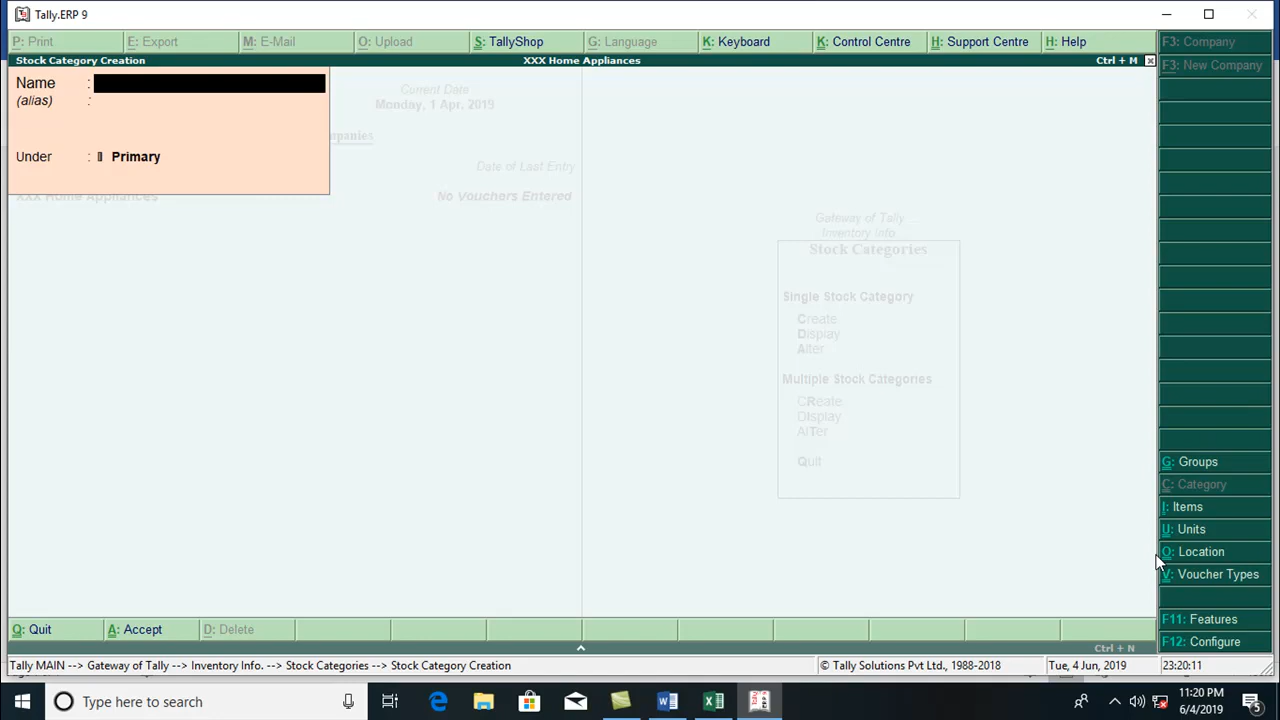 Tally.ERP 9
P: Print
E: Export
M: E-Mail
O: Upload
S: TallyShop
G: Language
K: Keyboard
K: Control Centre
H: Support Centre
H: Help
F3: Company
Stock Category Creation
XXX Home Appliances
Ctrl + M
F3: New Company
Name :
(alias) :
Under : Primary
Current Date
Monday, 1 Apr, 2019
Date of Last Entry
XXX Home Appliances
No Vouchers Entered
Gateway of Tally....
Inventory Info....
Stock Categories
Single Stock Category
Create
Display
Alter
Multiple Stock Categories
CReate
DIsplay
AlTer
Quit
G: Groups
C: Category
I: Items
U: Units
O: Location
V: Voucher Types
F11: Features
F12: Configure
Q: Quit
A: Accept
D: Delete
Ctrl + N
Tally MAIN --> Gateway of Tally --> Inventory Info. --> Stock Categories --> Stock Category Creation
© Tally Solutions Pvt Ltd., 1988-2018
Tue, 4 Jun, 2019
23:20:11
Type here to search
11:20 PM
6/4/2019
5